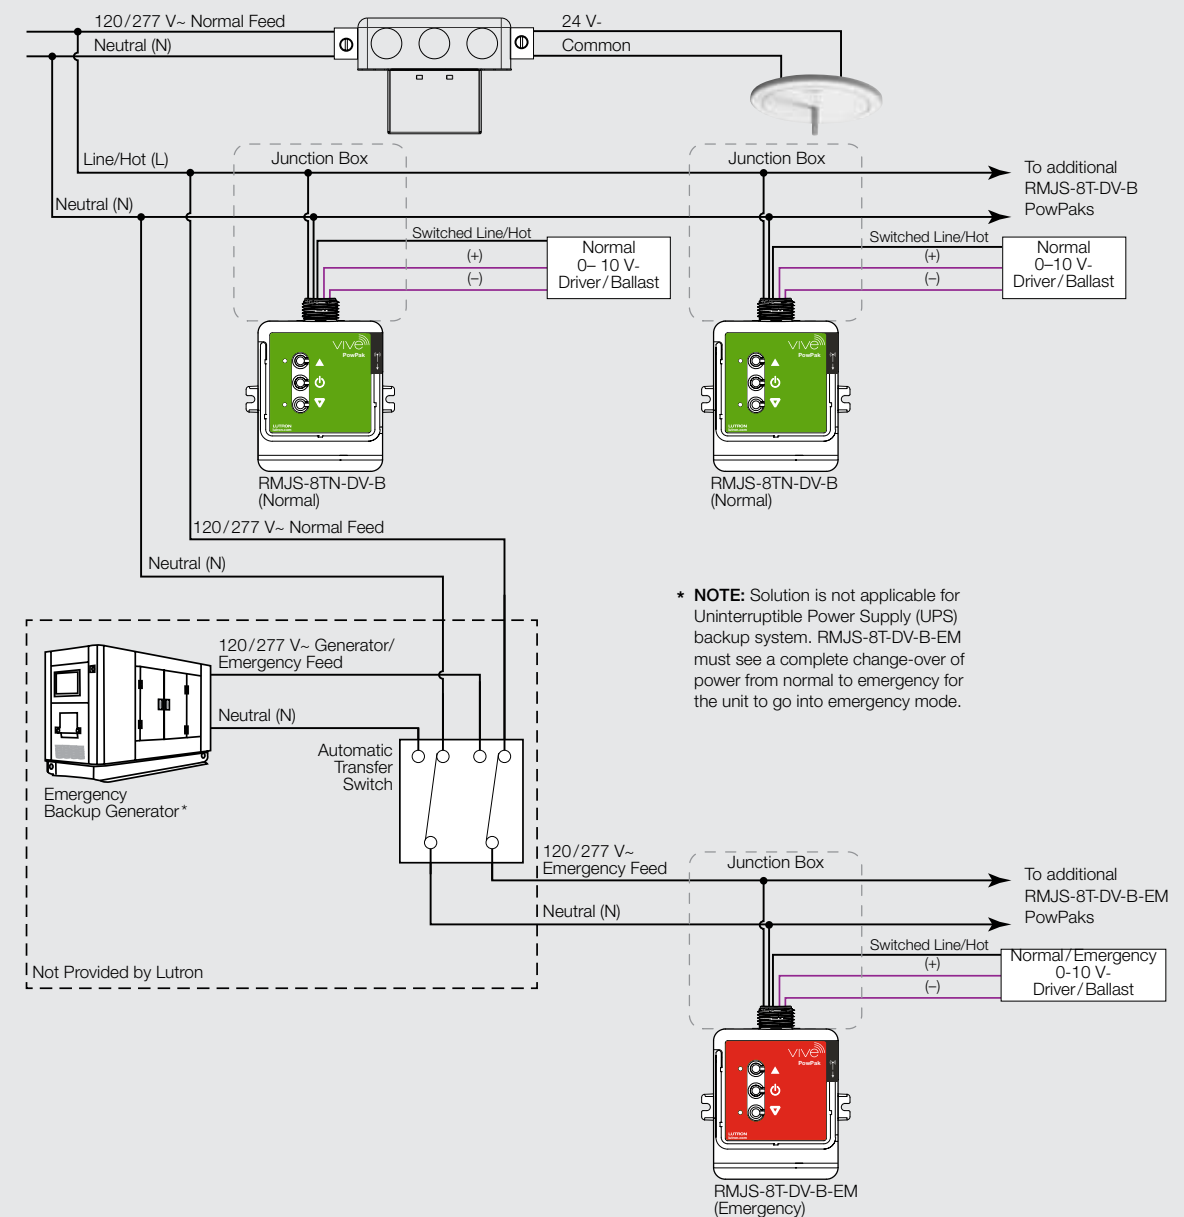 120/277 V~ Normal Feed
Neutral (N)
24 V-
Common
Line/Hot (L)
Junction Box
Junction Box
To additional
RMJS-8T-DV-B
PowPaks
Neutral (N)
Switched Line/Hot
(+)
(–)
Normal
0– 10 V-
Driver/Ballast
Switched Line/Hot
(+)
(–)
Normal
0–10 V-
Driver/Ballast
VIVE
PowPak
LUTRON
VIVE
PowPak
LUTRON
RMJS-8TN-DV-B
(Normal)
RMJS-8TN-DV-B
(Normal)
120/277 V~ Normal Feed
Neutral (N)
* NOTE: Solution is not applicable for
Uninterruptible Power Supply (UPS)
backup system. RMJS-8T-DV-B-EM
must see a complete change-over of
power from normal to emergency for
the unit to go into emergency mode.
120/277 V~ Generator/
Emergency Feed
Neutral (N)
Automatic
Transfer
Switch
Emergency
Backup Generator*
120/277 V~
Emergency Feed
Junction Box
To additional
RMJS-8T-DV-B-EM
PowPaks
Neutral (N)
Switched Line/Hot
(+)
(–)
Normal/Emergency
0-10 V-
Driver/Ballast
Not Provided by Lutron
VIVE
PowPak
LUTRON
RMJS-8T-DV-B-EM
(Emergency)